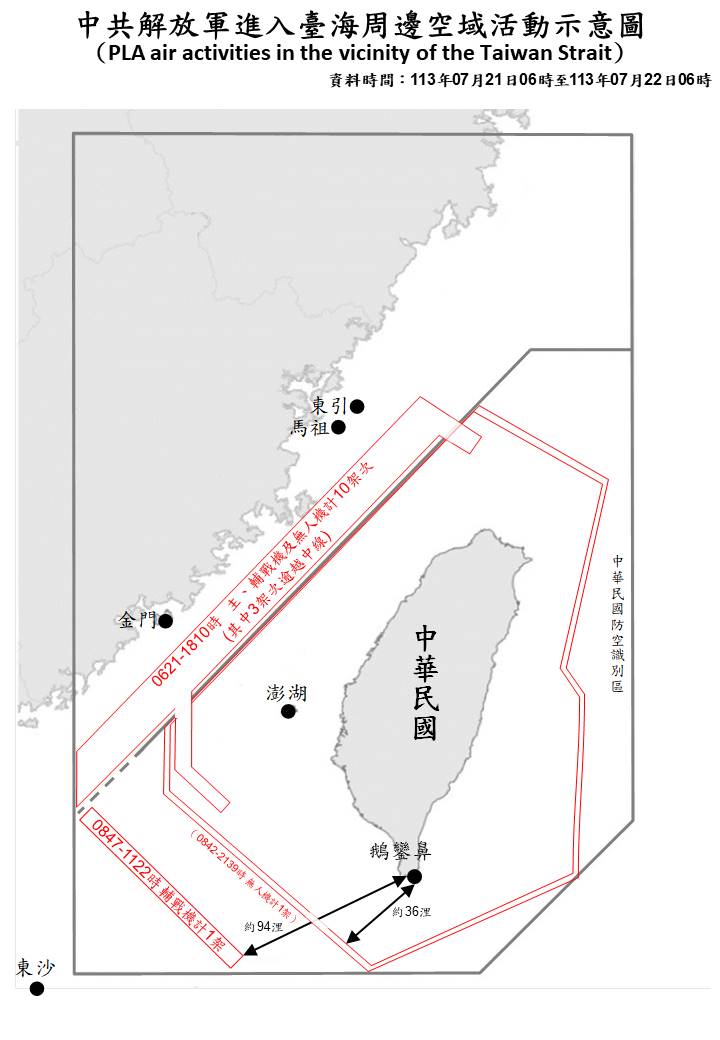 中共解放軍進入臺海周邊空域活動示意圖
（PLA air activities in the vicinity of the Taiwan Strait）
資料時間：113年07月21日06時至113年07月22日06時
東引
馬祖
0621-1810時 主、輔戰機及無人機計10架次
(其中3架次逾越中線)
中華民國防空識別區
金門
中華民國
澎湖
鵝鑾鼻
0847-1122時 輔戰機計1架
（0842-2139時 無人機計1架）
約36浬
約94浬
東沙